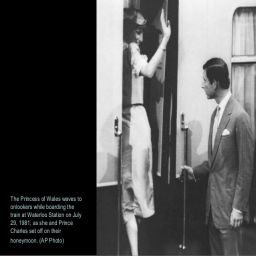 The Princess of Wales waves to
onlookers while boarding the
train at Waterloo Station on July
29, 1981, as she and Prince
Charles set off on their
honeymoon. (AP Photo)